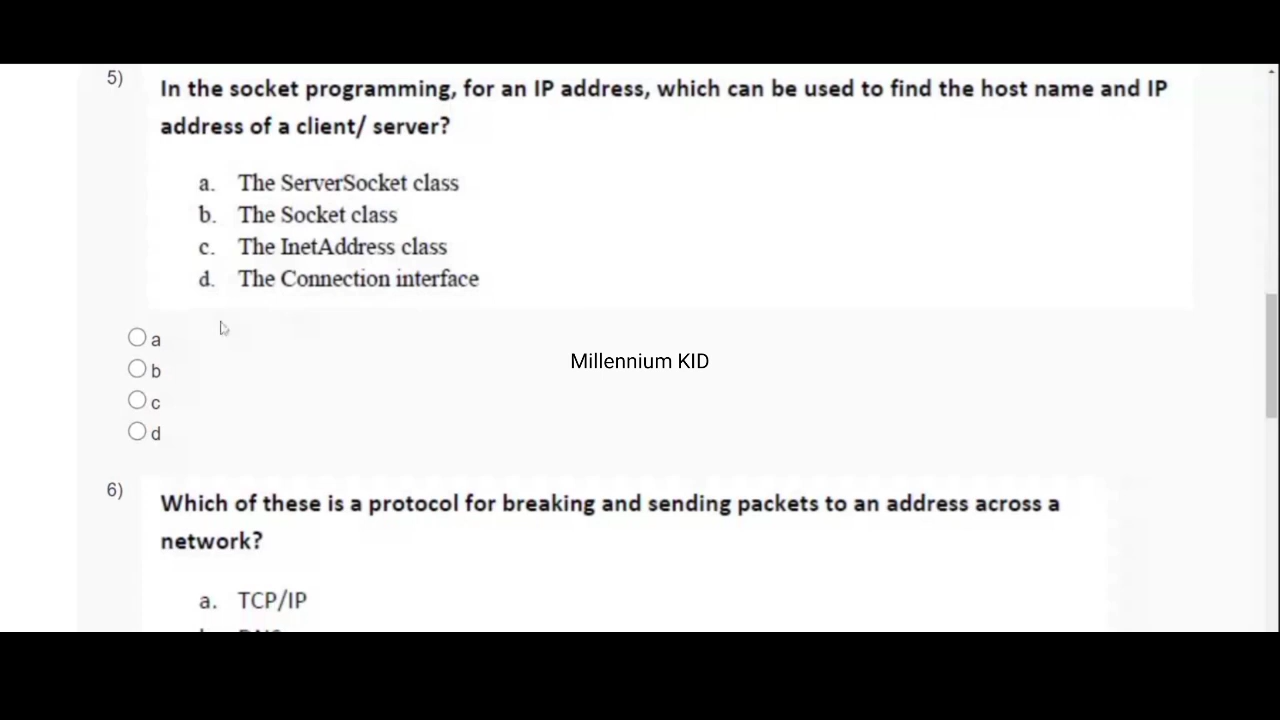 5)
In the socket programming, for an IP address, which can be used to find the host name and IP
address of a client/ server?
a. The ServerSocket class
b. The Socket class
c. The InetAddress class
d. The Connection interface
a
b
Millennium KID
c
d
6)
Which of these is a protocol for breaking and sending packets to an address across a
network?
a. TCP/IP